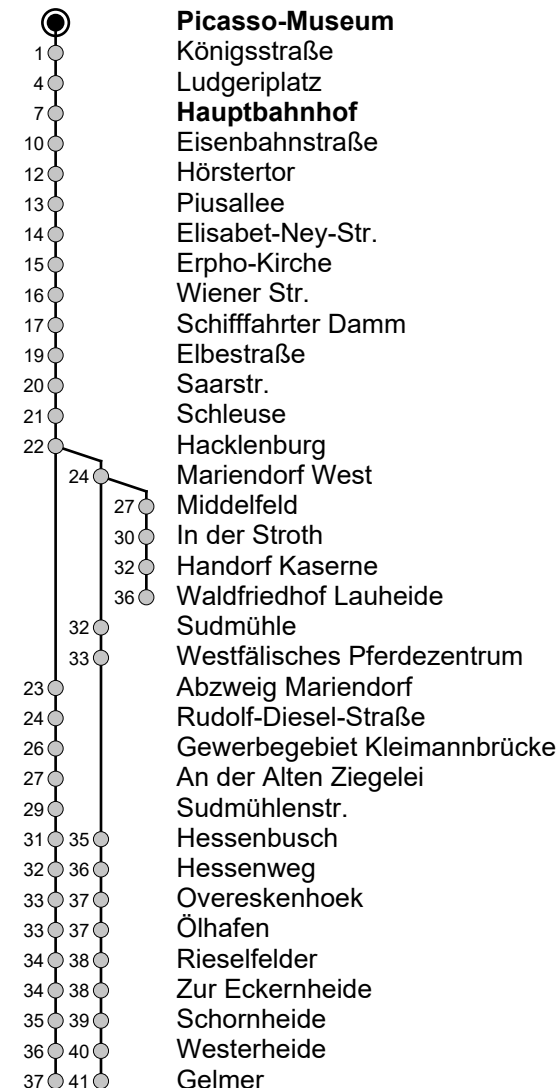 Picasso-Museum
1 Königsstraße
4 Ludgeriplatz
7 Hauptbahnhof
10 Eisenbahnstraße
12 Hörstertor
13 Piusallee
14 Elisabet-Ney-Str.
15 Erpho-Kirche
16 Wiener Str.
17 Schifffahrter Damm
19 Elbestraße
20 Saarstr.
21 Schleuse
22 Hacklenburg
24 Mariendorf West
27 Middelfeld
30 In der Stroth
32 Handorf Kaserne
36 Waldfriedhof Lauheide
32 Sudmühle
33 Westfälisches Pferdezentrum
23 Abzweig Mariendorf
24 Rudolf-Diesel-Straße
26 Gewerbegebiet Kleimannbrücke
27 An der Alten Ziegelei
29 Sudmühlenstr.
31 35 Hessenbusch
32 36 Hessenweg
33 37 Overeskenhoek
33 37 Ölhafen
34 38 Rieselfelder
34 38 Zur Eckernheide
35 39 Schornheide
36 40 Westerheide
37 41 Gelmer